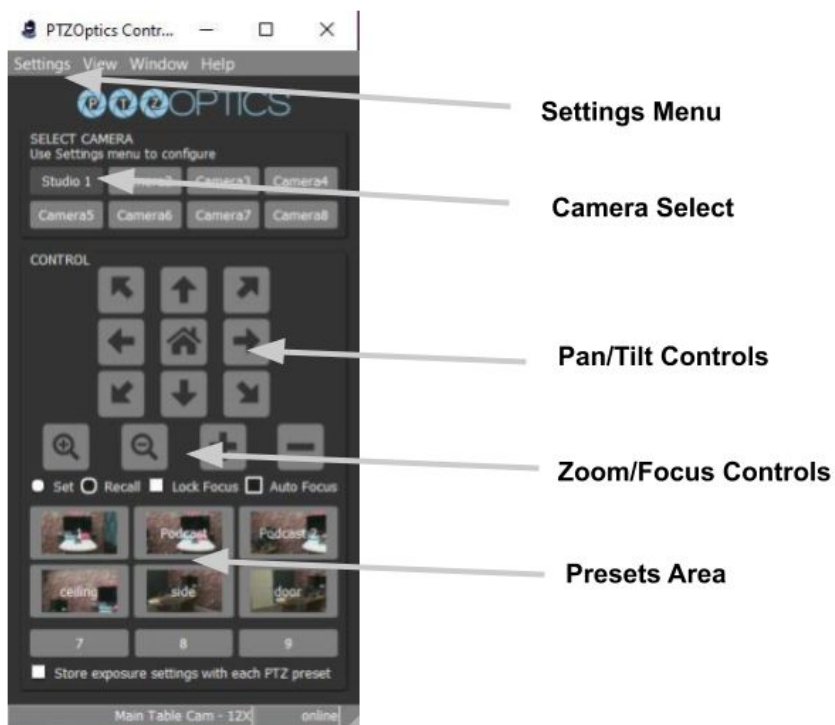 PTZOptics Contr...
Settings View Window Help
PTZOPTICS
SELECT CAMERA
Use Settings menu to configure
Studio 1 Camera3 Camera4
Camera5 Camera6 Camera7 Camera8
CONTROL
Set Recall Lock Focus Auto Focus
1 Podcast Podcast 2
ceiling side door
7 8 9
Store exposure settings with each PTZ preset
Main Table Cam - 12X online
Settings Menu
Camera Select
Pan/Tilt Controls
Zoom/Focus Controls
Presets Area